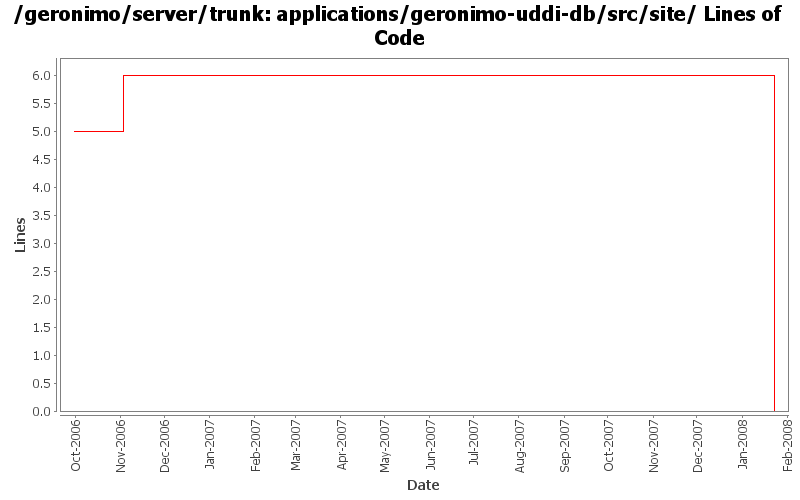 /geronimo/server/trunk: applications/geronimo-uddi-db/src/site/ Lines of
Code
6.0
5.5
5.0
4.5
4.0
3.5
3.0
2.5
2.0
1.5
1.0
0.5
0.0
Lines
Oct-2006
Nov-2006
Dec-2006
Jan-2007
Feb-2007
Mar-2007
Apr-2007
May-2007
Jun-2007
Jul-2007
Aug-2007
Sep-2007
Oct-2007
Nov-2007
Dec-2007
Jan-2008
Feb-2008
Date